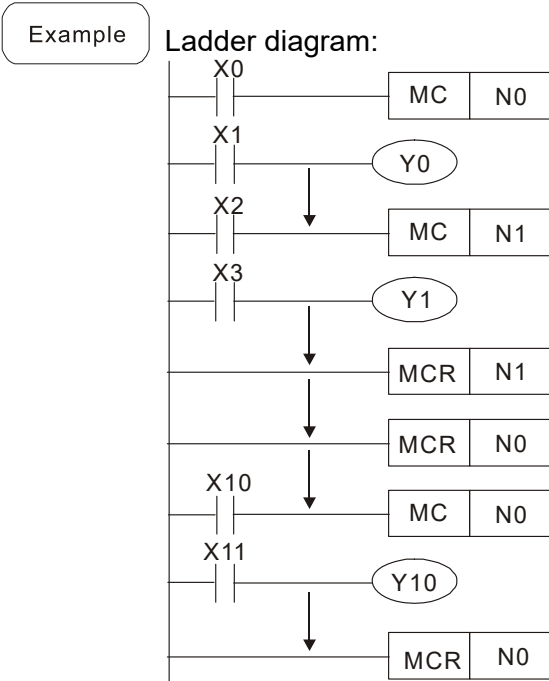 Example
Ladder diagram:
X0
MC N0
X1
Y0
X2
MC N1
X3
Y1
MCR N1
MCR N0
X10
MC N0
X11
Y10
MCR N0